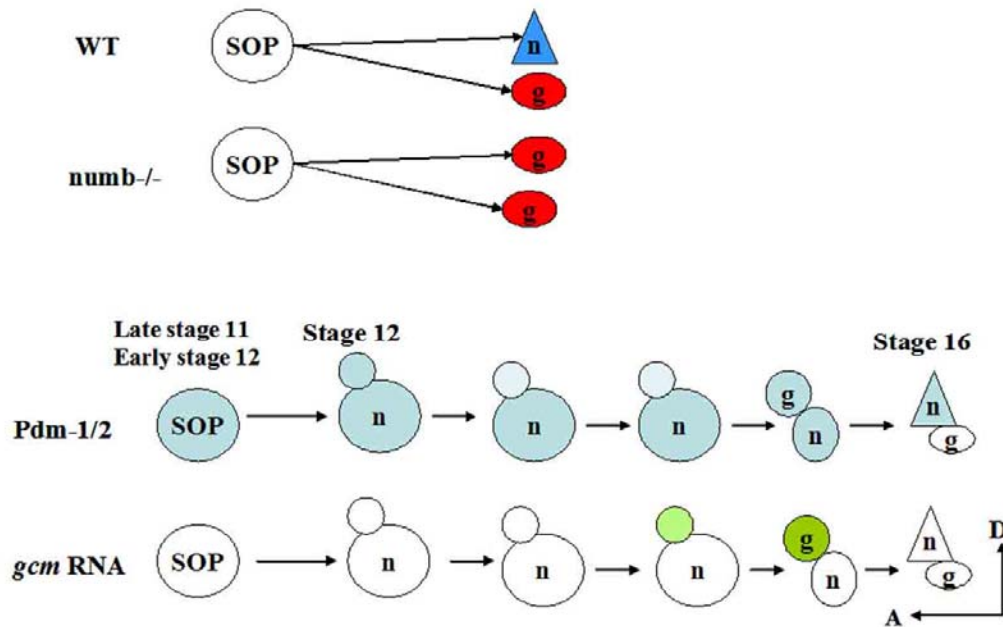 WT
SOP
n
g
numb-/-
SOP
g
g
Late stage 11
Early stage 12
Stage 12
Stage 16
Pdm-1/2
SOP
n
n
n
g
n
n
g
gcm RNA
SOP
n
n
n
g
n
n
g
D
A